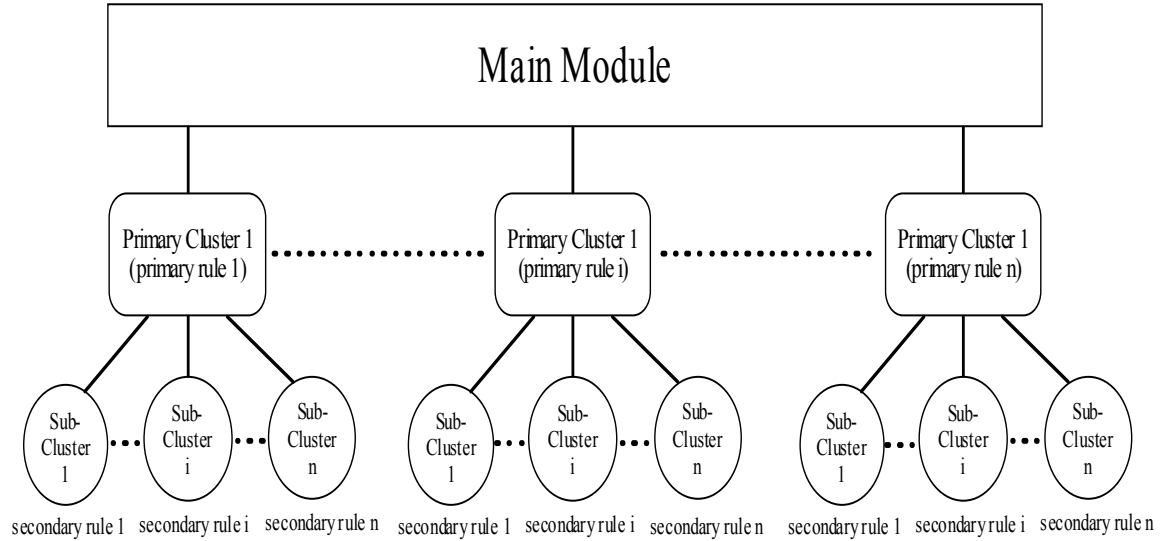 Main Module
Primary Cluster 1
(primary rule 1)
Primary Cluster 1
(primary rule i)
Primary Cluster 1
(primary rule n)
Sub-
Cluster
1
Sub-
Cluster
i
Sub-
Cluster
n
Sub-
Cluster
1
Sub-
Cluster
i
Sub-
Cluster
n
Sub-
Cluster
1
Sub-
Cluster
i
Sub-
Cluster
n
secondary rule 1
secondary rule i
secondary rule n
secondary rule 1
secondary rule i
secondary rule n
secondary rule 1
secondary rule i
secondary rule n